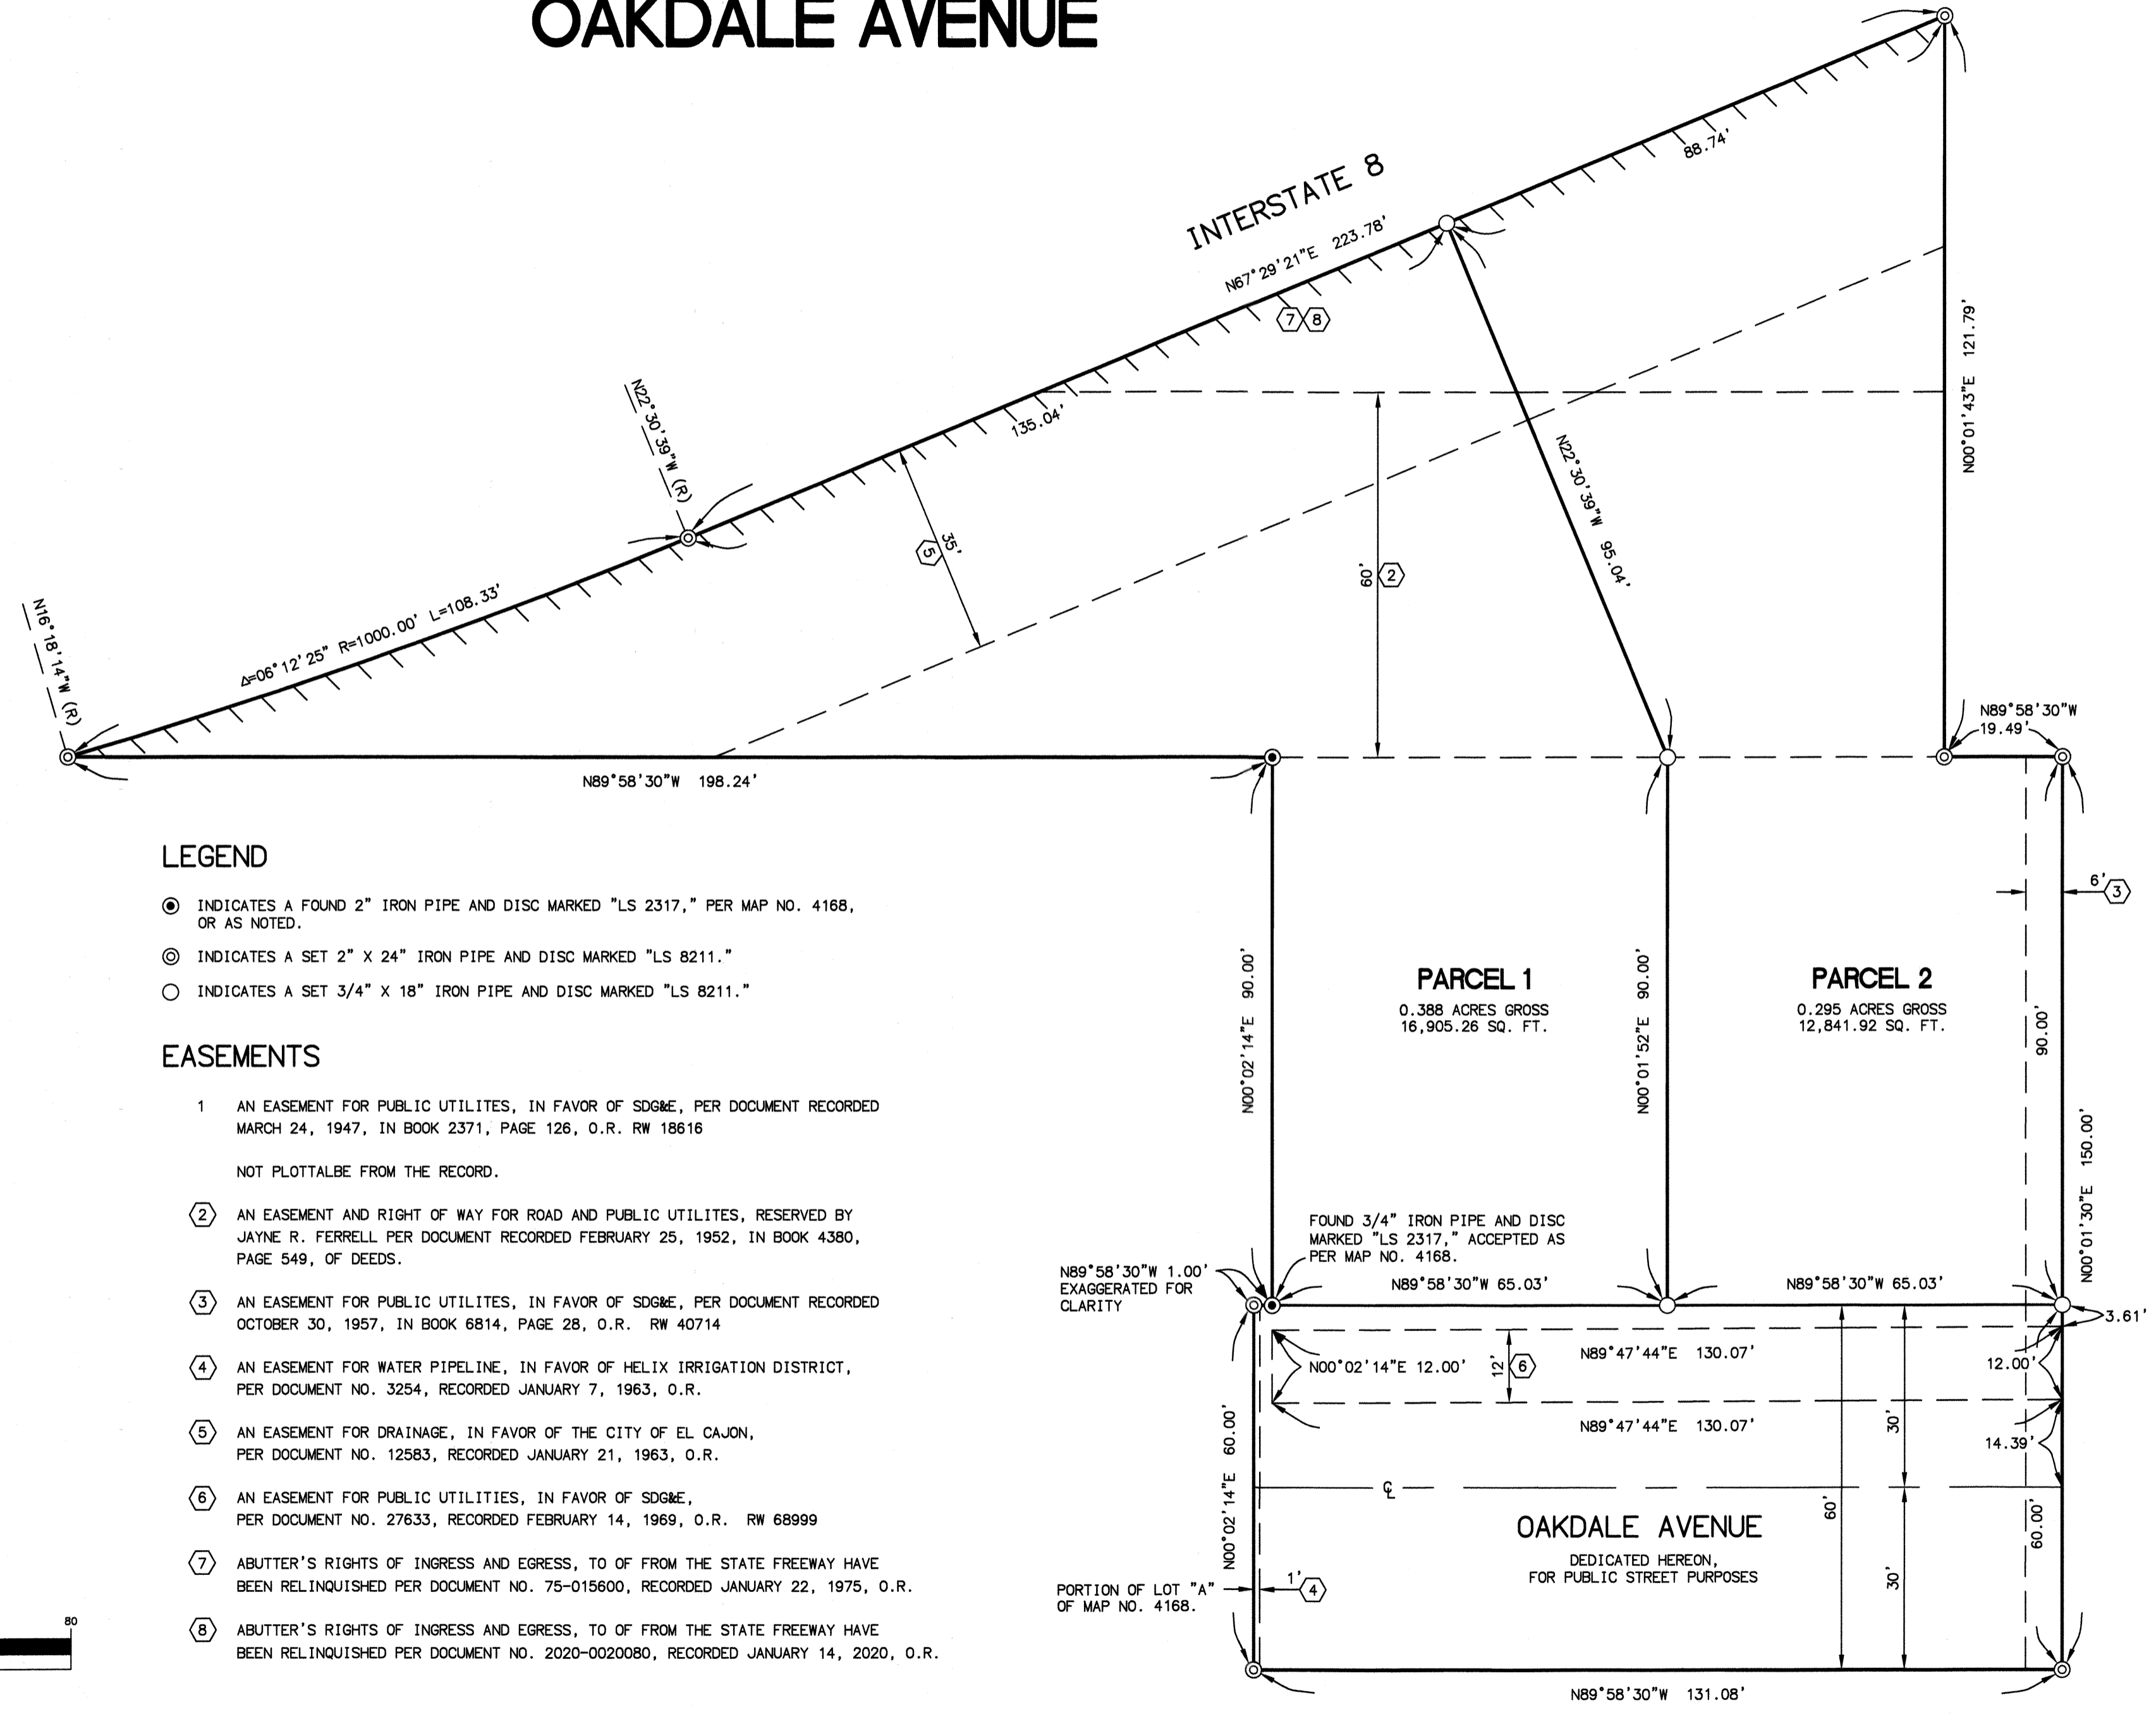 OAKDALE AVENUE
INTERSTATE 8
N67°29'21"E 223.78'
88.74'
7
8
135.04'
N00°01'43"E 121.79'
N22°30'39"W (R)
5
35'
60'
2
N22°30'39"W 95.04'
Δ=06°12'25" R=1000.00' L=108.33'
N16°18'14"W (R)
N89°58'30"W
19.49'
N89°58'30"W 198.24'
LEGEND
INDICATES A FOUND 2" IRON PIPE AND DISC MARKED "LS 2317," PER MAP NO. 4168,
OR AS NOTED.
INDICATES A SET 2" X 24" IRON PIPE AND DISC MARKED "LS 8211."
INDICATES A SET 3/4" X 18" IRON PIPE AND DISC MARKED "LS 8211."
EASEMENTS
1 AN EASEMENT FOR PUBLIC UTILITES, IN FAVOR OF SDG&E, PER DOCUMENT RECORDED
MARCH 24, 1947, IN BOOK 2371, PAGE 126, O.R. RW 18616
NOT PLOTTALBE FROM THE RECORD.
2 AN EASEMENT AND RIGHT OF WAY FOR ROAD AND PUBLIC UTILITES, RESERVED BY
JAYNE R. FERRELL PER DOCUMENT RECORDED FEBRUARY 25, 1952, IN BOOK 4380,
PAGE 549, OF DEEDS.
3 AN EASEMENT FOR PUBLIC UTILITES, IN FAVOR OF SDG&E, PER DOCUMENT RECORDED
OCTOBER 30, 1957, IN BOOK 6814, PAGE 28, O.R. RW 40714
4 AN EASEMENT FOR WATER PIPELINE, IN FAVOR OF HELIX IRRIGATION DISTRICT,
PER DOCUMENT NO. 3254, RECORDED JANUARY 7, 1963, O.R.
5 AN EASEMENT FOR DRAINAGE, IN FAVOR OF THE CITY OF EL CAJON,
PER DOCUMENT NO. 12583, RECORDED JANUARY 21, 1963, O.R.
6 AN EASEMENT FOR PUBLIC UTILITIES, IN FAVOR OF SDG&E,
PER DOCUMENT NO. 27633, RECORDED FEBRUARY 14, 1969, O.R. RW 68999
7 ABUTTER'S RIGHTS OF INGRESS AND EGRESS, TO OF FROM THE STATE FREEWAY HAVE
BEEN RELINQUISHED PER DOCUMENT NO. 75-015600, RECORDED JANUARY 22, 1975, O.R.
8 ABUTTER'S RIGHTS OF INGRESS AND EGRESS, TO OF FROM THE STATE FREEWAY HAVE
BEEN RELINQUISHED PER DOCUMENT NO. 2020-0020080, RECORDED JANUARY 14, 2020, O.R.
80
6'
3
N00°02'14"E 90.00'
PARCEL 1
0.388 ACRES GROSS
16,905.26 SQ. FT.
N00°01'52"E 90.00'
PARCEL 2
0.295 ACRES GROSS
12,841.92 SQ. FT.
90.00'
N00°01'30"E 150.00'
FOUND 3/4" IRON PIPE AND DISC
MARKED "LS 2317," ACCEPTED AS
PER MAP NO. 4168.
N89°58'30"W 1.00'
EXAGGERATED FOR
CLARITY
N89°58'30"W 65.03'
N89°58'30"W 65.03'
3.61'
N89°47'44"E 130.07'
N00°02'14"E 12.00'
12'
6
12.00'
N89°47'44"E 130.07'
30'
14.39'
N00°02'14"E 60.00'
℄
60'
OAKDALE AVENUE
DEDICATED HEREON,
FOR PUBLIC STREET PURPOSES
60.00'
30'
PORTION OF LOT "A"
OF MAP NO. 4168.
1'
4
N89°58'30"W 131.08'